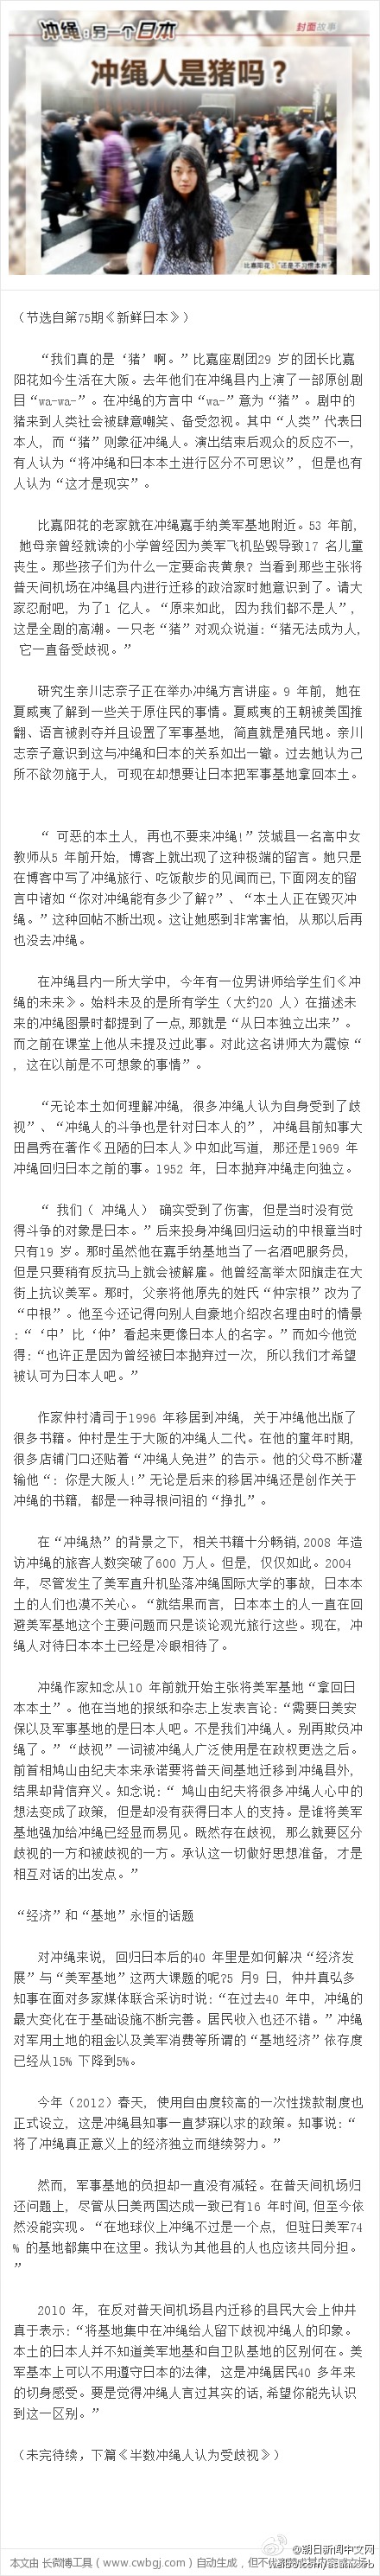 冲绳：另一个日本
封面故事
冲绳人是猪吗？
比嘉阳花：“还是不习惯本州”
（节选自第75期《新鲜日本》）
“我们真的是‘猪’啊。”比嘉座剧团29 岁的团长比嘉
阳花如今生活在大阪。去年他们在冲绳县内上演了一部原创剧
目“wa-wa-”。在冲绳的方言中“wa-”意为“猪”。剧中的
猪来到人类社会被肆意嘲笑、备受忽视。其中“人类”代表日
本人，而“猪”则象征冲绳人。演出结束后观众的反应不一，
有人认为“将冲绳和日本本土进行区分不可思议”，但是也有
人认为“这才是现实”。
比嘉阳花的老家就在冲绳嘉手纳美军基地附近。53 年前，
她母亲曾经就读的小学曾经因为美军飞机坠毁导致17 名儿童
丧生。那些孩子们为什么一定要命丧黄泉？当看到那些主张将
普天间机场在冲绳县内进行迁移的政治家时她意识到了。请大
家忍耐吧，为了1 亿人。“原来如此，因为我们都不是人”，
这是全剧的高潮。一只老“猪”对观众说道：“猪无法成为人，
它一直备受歧视。”
研究生亲川志奈子正在举办冲绳方言讲座。9 年前，她在
夏威夷了解到一些关于原住民的事情。夏威夷的王朝被美国推
翻、语言被剥夺并且设置了军事基地，简直就是殖民地。亲川
志奈子意识到这与冲绳和日本的关系如出一辙。过去她认为己
所不欲勿施于人，可现在却想要让日本把军事基地拿回本土。
“ 可恶的本土人，再也不要来冲绳！”茨城县一名高中女
教师从5 年前开始，博客上就出现了这种极端的留言。她只是
在博客中写了冲绳旅行、吃饭散步的见闻而已，下面网友的留
言中诸如“你对冲绳能有多少了解？”、“本土人正在毁灭冲
绳。”这种回帖不断出现。这让她感到非常害怕，从那以后再
也没去冲绳。
在冲绳县内一所大学中，今年有一位男讲师给学生们《冲
绳的未来》。始料未及的是所有学生（大约20 人）在描述未
来的冲绳图景时都提到了一点，那就是“从日本独立出来”。
而之前在课堂上他从未提及过此事。对此这名讲师大为震惊“
，这在以前是不可想象的事情”。
“无论本土如何理解冲绳，很多冲绳人认为自身受到了歧
视”、“冲绳人的斗争也是针对日本人的”，冲绳县前知事大
田昌秀在著作《丑陋的日本人》中如此写道，那还是1969 年
冲绳回归日本之前的事。1952 年，日本抛弃冲绳走向独立。
“ 我们（ 冲绳人） 确实受到了伤害，但是当时没有觉
得斗争的对象是日本。”后来投身冲绳回归运动的中根章当时
只有19 岁。那时虽然他在嘉手纳基地当了一名酒吧服务员，
但是只要稍有反抗马上就会被解雇。他曾经高举太阳旗走在大
街上抗议美军。那时，父亲将他原先的姓氏“仲宗根”改为了
“中根”。他至今还记得向别人自豪地介绍改名理由时的情景
：“‘中’比‘仲’看起来更像日本人的名字。”而如今他觉
得：“也许正是因为曾经被日本抛弃过一次，所以我们才希望
被认可为日本人吧。”
作家仲村清司于1996 年移居到冲绳，关于冲绳他出版了
很多书籍。仲村是生于大阪的冲绳人二代。在他的童年时期，
很多店铺门口还贴着“冲绳人免进”的告示。他的父母不断灌
输他“：你是大阪人！”无论是后来的移居冲绳还是创作关于
冲绳的书籍，都是一种寻根问祖的“挣扎”。
在“冲绳热”的背景之下，相关书籍十分畅销，2008 年造
访冲绳的旅客人数突破了600 万人。但是，仅仅如此。2004
年，尽管发生了美军直升机坠落冲绳国际大学的事故，日本本
土的人们也漠不关心。“就结果而言，日本本土的人一直在回
避美军基地这个主要问题而只是谈论观光旅行这些。现在，冲
绳人对待日本本土已经是冷眼相待了。
冲绳作家知念从10 年前就开始主张将美军基地“拿回日
本本土”。他在当地的报纸和杂志上发表言论：“需要日美安
保以及军事基地的是日本人吧。不是我们冲绳人。别再欺负冲
绳了。”“歧视”一词被冲绳人广泛使用是在政权更迭之后。
前首相鸠山由纪夫本来承诺要将普天间基地迁移到冲绳县外，
结果却背信弃义。知念说：“ 鸠山由纪夫将很多冲绳人心中的
想法变成了政策，但是却没有获得日本人的支持。是谁将美军
基地强加给冲绳已经显而易见。既然存在歧视，那么就要区分
歧视的一方和被歧视的一方。承认这一切做好思想准备，才是
相互对话的出发点。”
“经济”和“基地”永恒的话题
对冲绳来说，回归日本后的40 年里是如何解决“经济发
展”与“美军基地”这两大课题的呢？5 月9 日，仲井真弘多
知事在面对多家媒体联合采访时说：“在过去40 年中，冲绳的
最大变化在于基础设施不断完善。居民收入也还不错。”冲绳
对军用土地的租金以及美军消费等所谓的“基地经济”依存度
已经从15% 下降到5%。
今年（2012）春天，使用自由度较高的一次性拨款制度也
正式设立，这是冲绳县知事一直梦寐以求的政策。知事说：“
将了冲绳真正意义上的经济独立而继续努力。”
然而，军事基地的负担却一直没有减轻。在普天间机场归
还问题上，尽管从日美两国达成一致已有16 年时间，但至今依
然没能实现。“在地球仪上冲绳不过是一个点，但驻日美军74
% 的基地都集中在这里。我认为其他县的人也应该共同分担。
”
2010 年，在反对普天间机场县内迁移的县民大会上仲井
真于表示：“将基地集中在冲绳给人留下歧视冲绳人的印象。
本土的日本人并不知道美军地基和自卫队基地的区别何在。美
军基本上可以不用遵守日本的法律，这是冲绳居民40 多年来
的切身感受。要是觉得冲绳人言过其实的话，希望你能先认识
到这一区别。”
（未完待续，下篇《半数冲绳人认为受歧视》）
@朝日新闻中文网
本文由 长微博工具（www.cwbgj.com）自动生成，但不代表